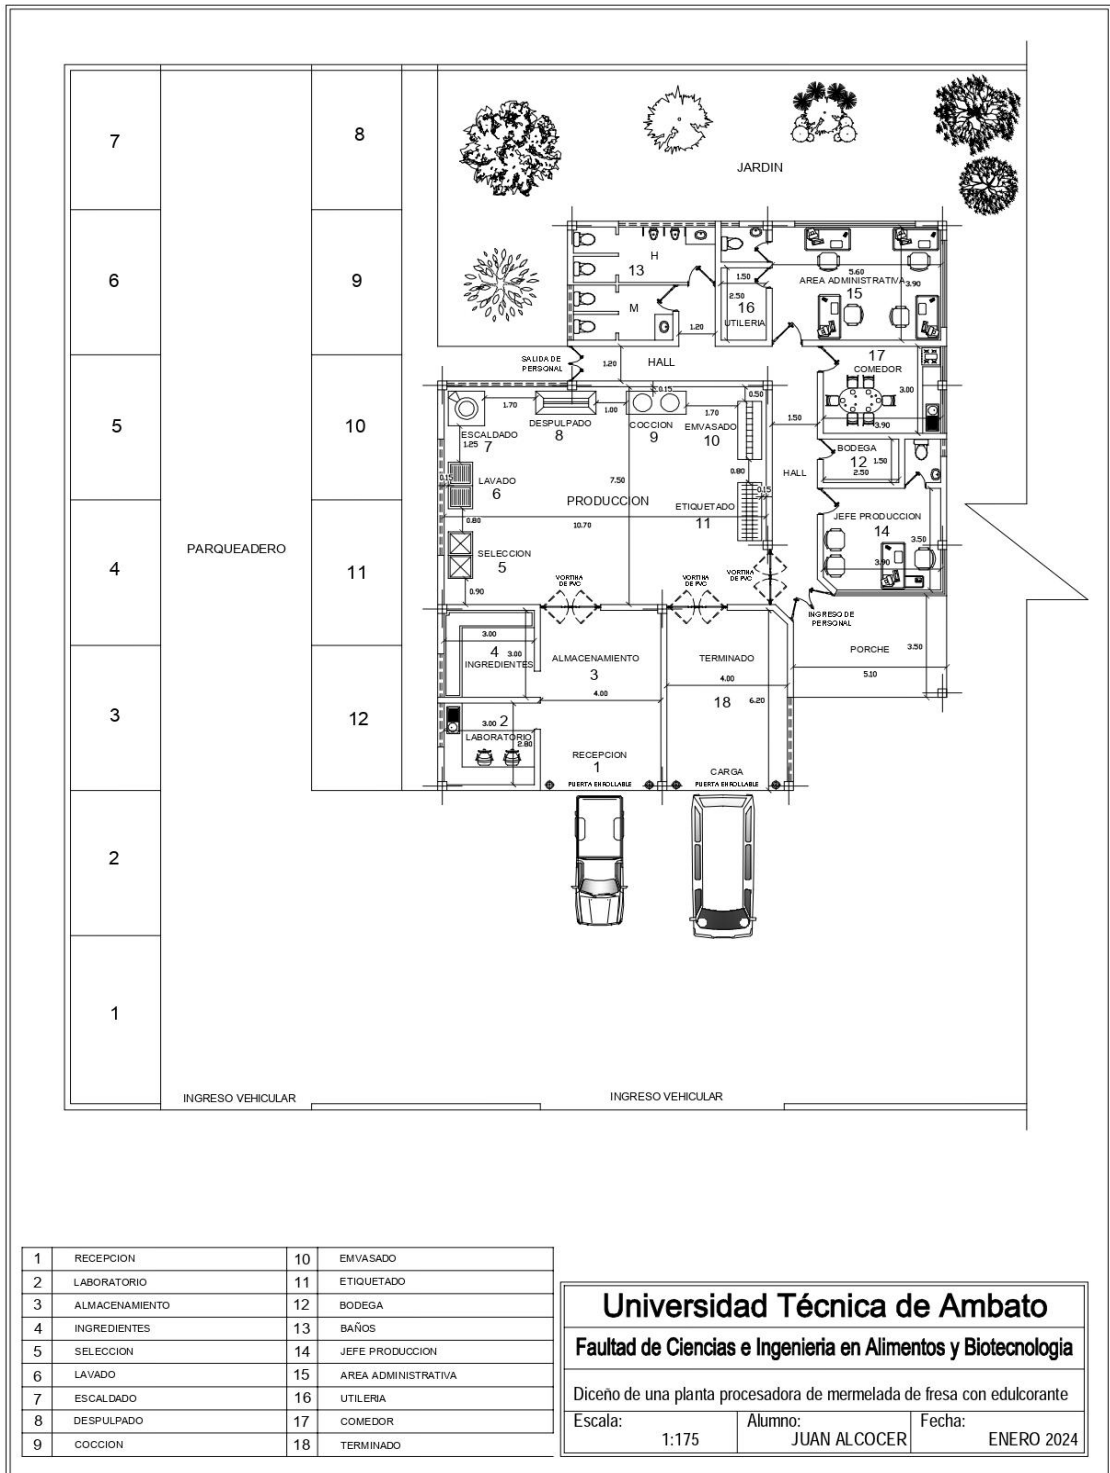 7
8
JARDIN
6
9
H
13
M
1.50
2.50
16
UTILERIA
5.60
AREA ADMINISTRATIVA
3.90
15
1.20
HALL
1.20
SALIDA DE
PERSONAL
17
COMEDOR
3.00
3.90
5
10
1.70
1.00
0.15
1.70
0.50
ESCALDADO
1.25
7
DESPULPADO
8
COCCION
9
EMVASADO
10
1.50
HALL
BODEGA
12
1.50
2.50
0.15
LAVADO
6
7.50
0.80
0.15
PRODUCCION
ETIQUETADO
11
10.70
0.80
JEFE PRODUCCION
14
3.50
3.90
4
PARQUEADERO
11
SELECCION
5
0.90
VORTINA
DE PVC
VORTINA
DE PVC
VORTINA
DE PVC
INGRESO DE
PERSONAL
PORCHE
3.50
5.10
3.00
4
3.00
INGREDIENTES
ALMACENAMIENTO
3
4.00
TERMINADO
4.00
18
6.20
3
12
3.00
2
LABORATORIO
2.80
RECEPCION
1
PUERTA ENROLLABLE
CARGA
PUERTA ENROLLABLE
2
1
INGRESO VEHICULAR
INGRESO VEHICULAR
1 RECEPCION 10 EMVASADO
2 LABORATORIO 11 ETIQUETADO
3 ALMACENAMIENTO 12 BODEGA
4 INGREDIENTES 13 BAÑOS
5 SELECCION 14 JEFE PRODUCCION
6 LAVADO 15 AREA ADMINISTRATIVA
7 ESCALDADO 16 UTILERIA
8 DESPULPADO 17 COMEDOR
9 COCCION 18 TERMINADO
Universidad Técnica de Ambato
Faultad de Ciencias e Ingenieria en Alimentos y Biotecnologia
Diceño de una planta procesadora de mermelada de fresa con edulcorante
Escala: Alumno: Fecha:
1:175 JUAN ALCOCER ENERO 2024